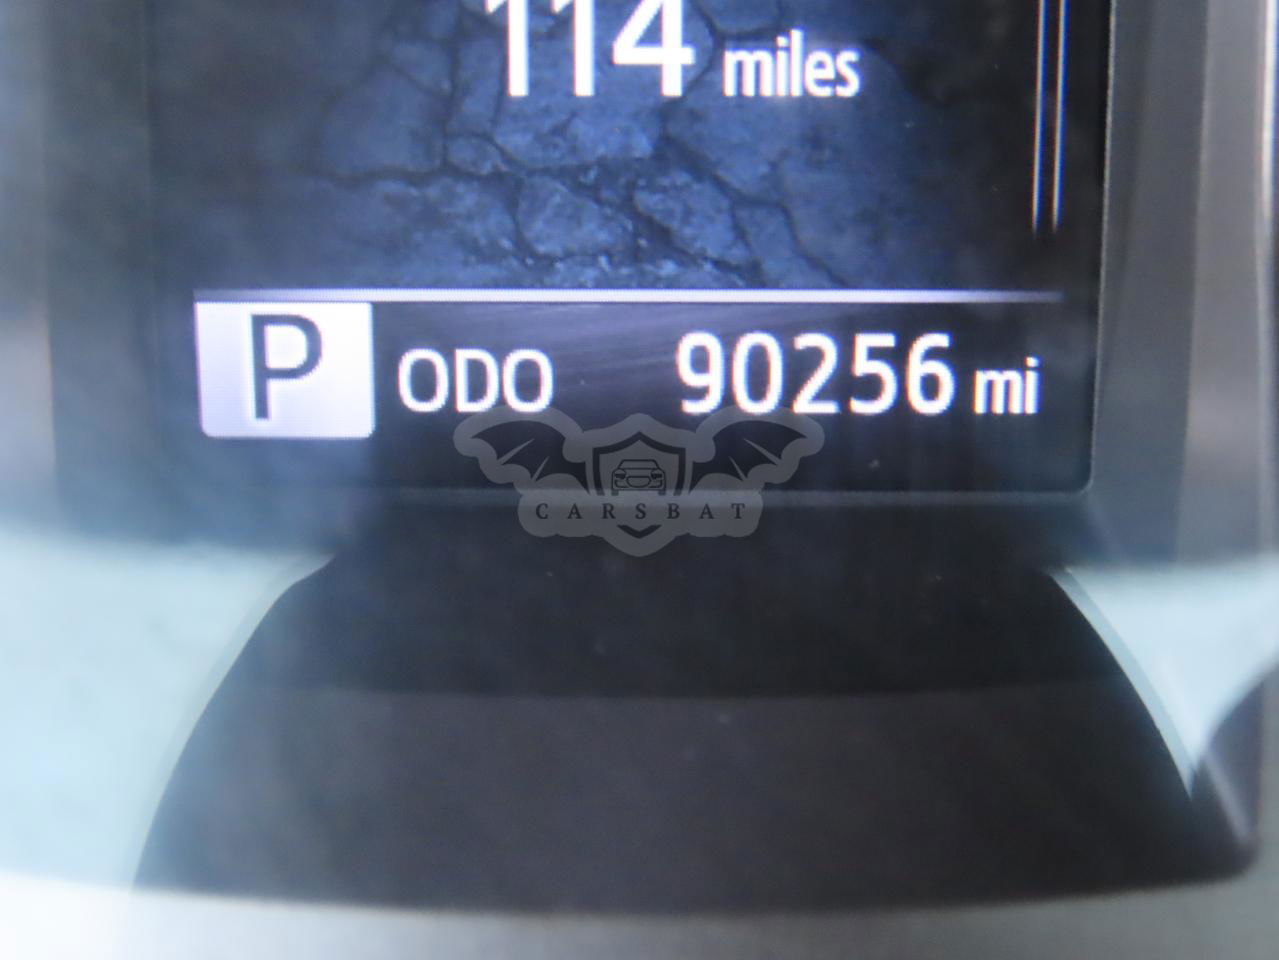 114 miles
P ODO 90256 mi
CARSBAT